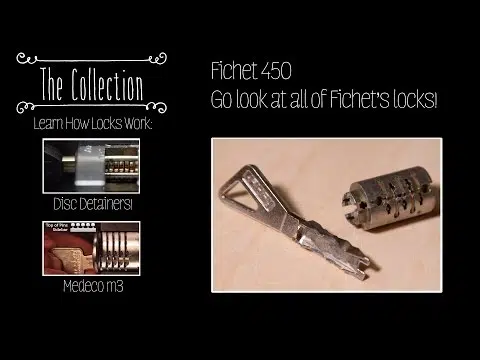 The Collection
Learn How Locks Work:
Disc Detainers!
Top of Pins
Sidebar
Medeco m3
Fichet 450
Go look at all of Fichet's locks!